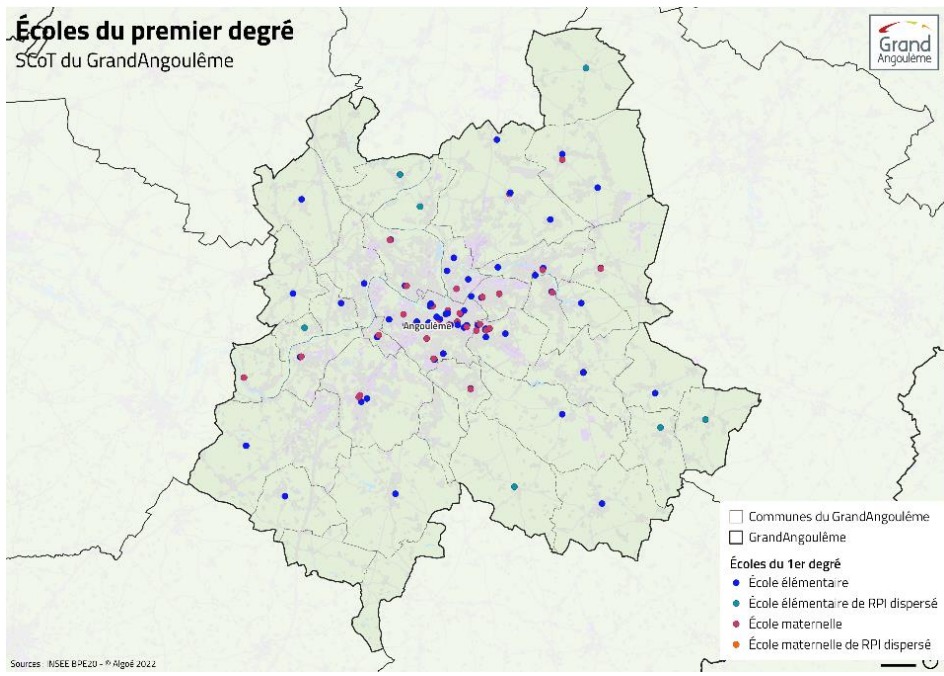 Écoles du premier degré
SCoT du GrandAngoulême
Grand
Angoulême
Angoulême
Communes du GrandAngoulême
GrandAngoulême
Écoles du 1er degré
École élémentaire
École élémentaire de RPI dispersé
École maternelle
École maternelle de RPI dispersé
Sources : INSEE BPE20 - © Algoé 2022